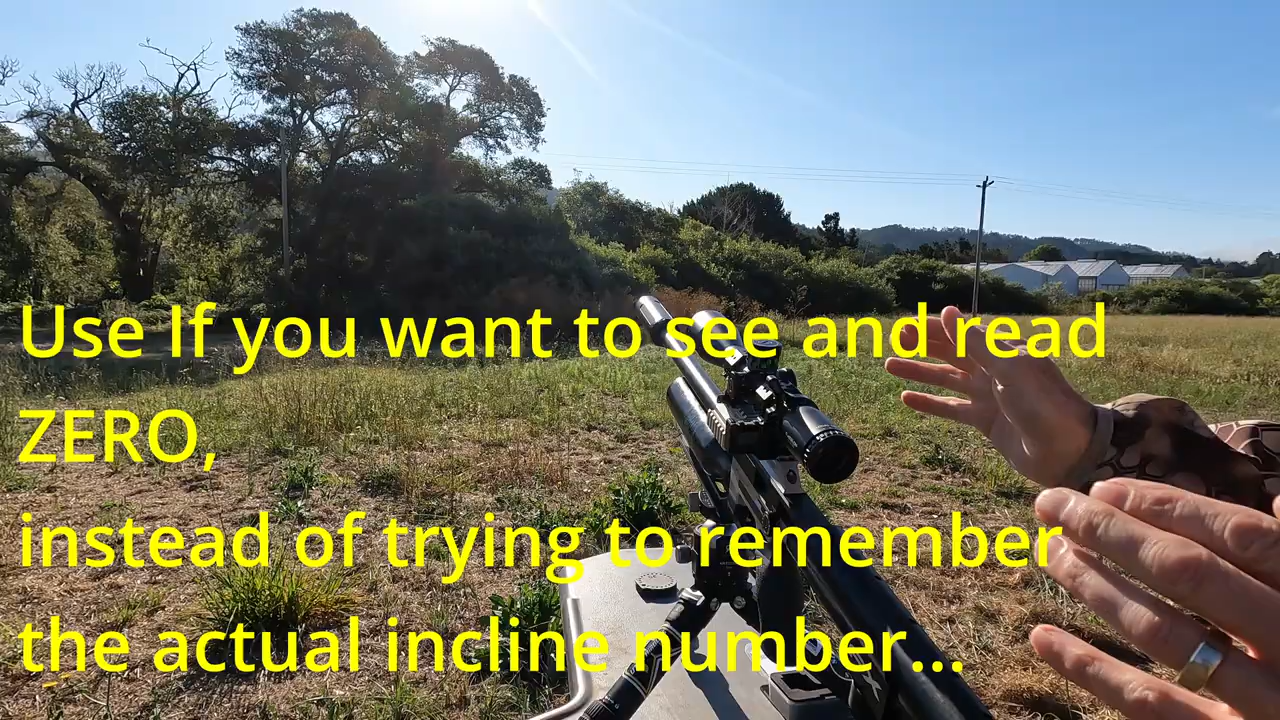 Use If you want to see and read
ZERO,
instead of trying to remember
the actual incline number...